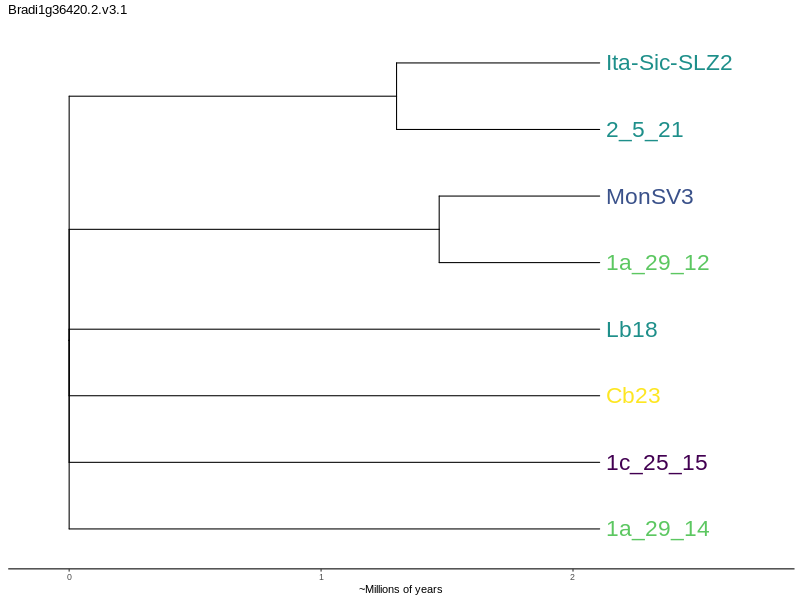 Bradi1g36420.2.v3.1
Ita-Sic-SLZ2
2_5_21
MonSV3
1a_29_12
Lb18
Cb23
1c_25_15
1a_29_14
0 1 2
~Millions of years